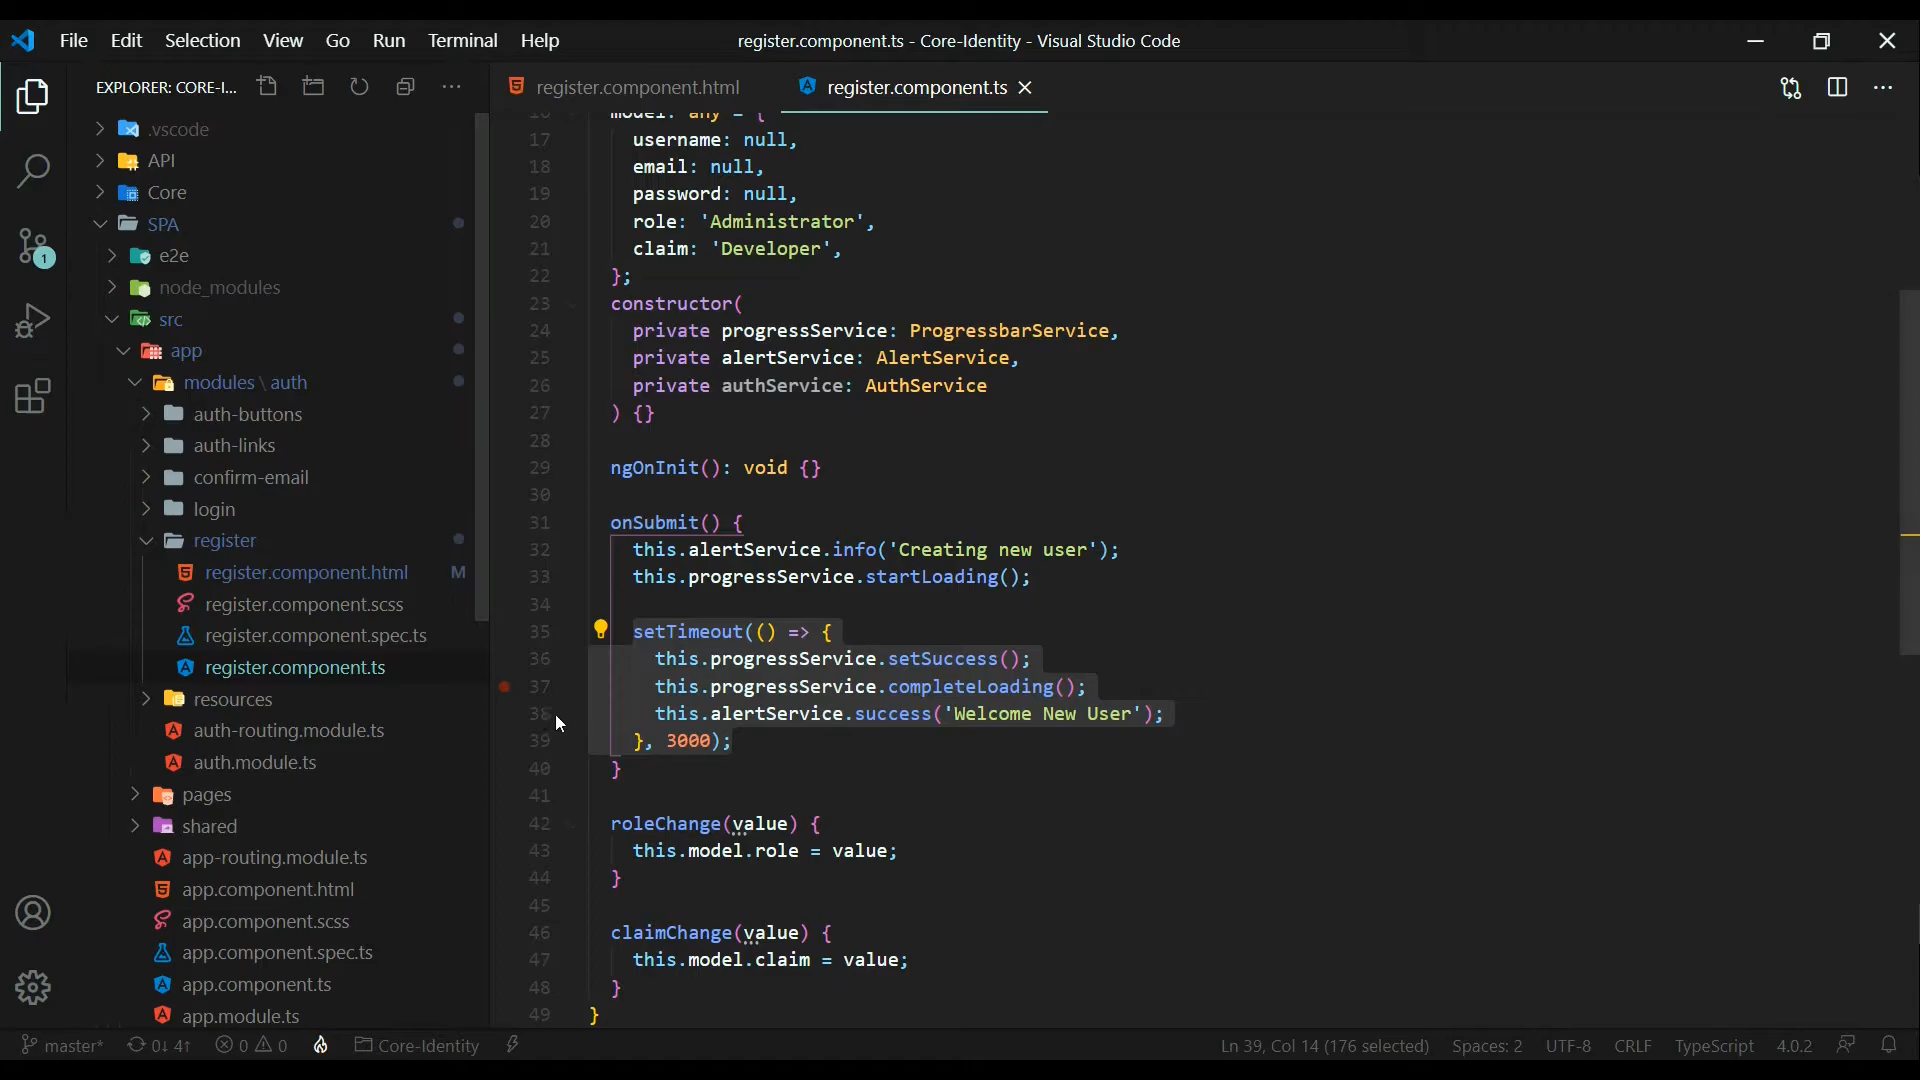 File Edit Selection View Go Run Terminal Help
register.component.ts - Core-Identity - Visual Studio Code
EXPLORER: CORE-I...
.vscode
API
Core
SPA
e2e
node_modules
src
app
modules \ auth
auth-buttons
auth-links
confirm-email
login
register
register.component.html M
register.component.scss
register.component.spec.ts
register.component.ts
resources
auth-routing.module.ts
auth.module.ts
pages
shared
app-routing.module.ts
app.component.html
app.component.scss
app.component.spec.ts
app.component.ts
app.module.ts
1
register.component.html register.component.ts
16 model: any = {
17 username: null,
18 email: null,
19 password: null,
20 role: 'Administrator',
21 claim: 'Developer',
22 };
23 constructor(
24 private progressService: ProgressbarService,
25 private alertService: AlertService,
26 private authService: AuthService
27 ) {}
28
29 ngOnInit(): void {}
30
31 onSubmit() {
32 this.alertService.info('Creating new user');
33 this.progressService.startLoading();
34
35 setTimeout(() => {
36 this.progressService.setSuccess();
37 this.progressService.completeLoading();
38 this.alertService.success('Welcome New User');
39 }, 3000);
40 }
41
42 roleChange(value) {
43 this.model.role = value;
44 }
45
46 claimChange(value) {
47 this.model.claim = value;
48 }
49 }
master* 0↓ 4↑ 0 0 Core-Identity Ln 39, Col 14 (176 selected) Spaces: 2 UTF-8 CRLF TypeScript 4.0.2